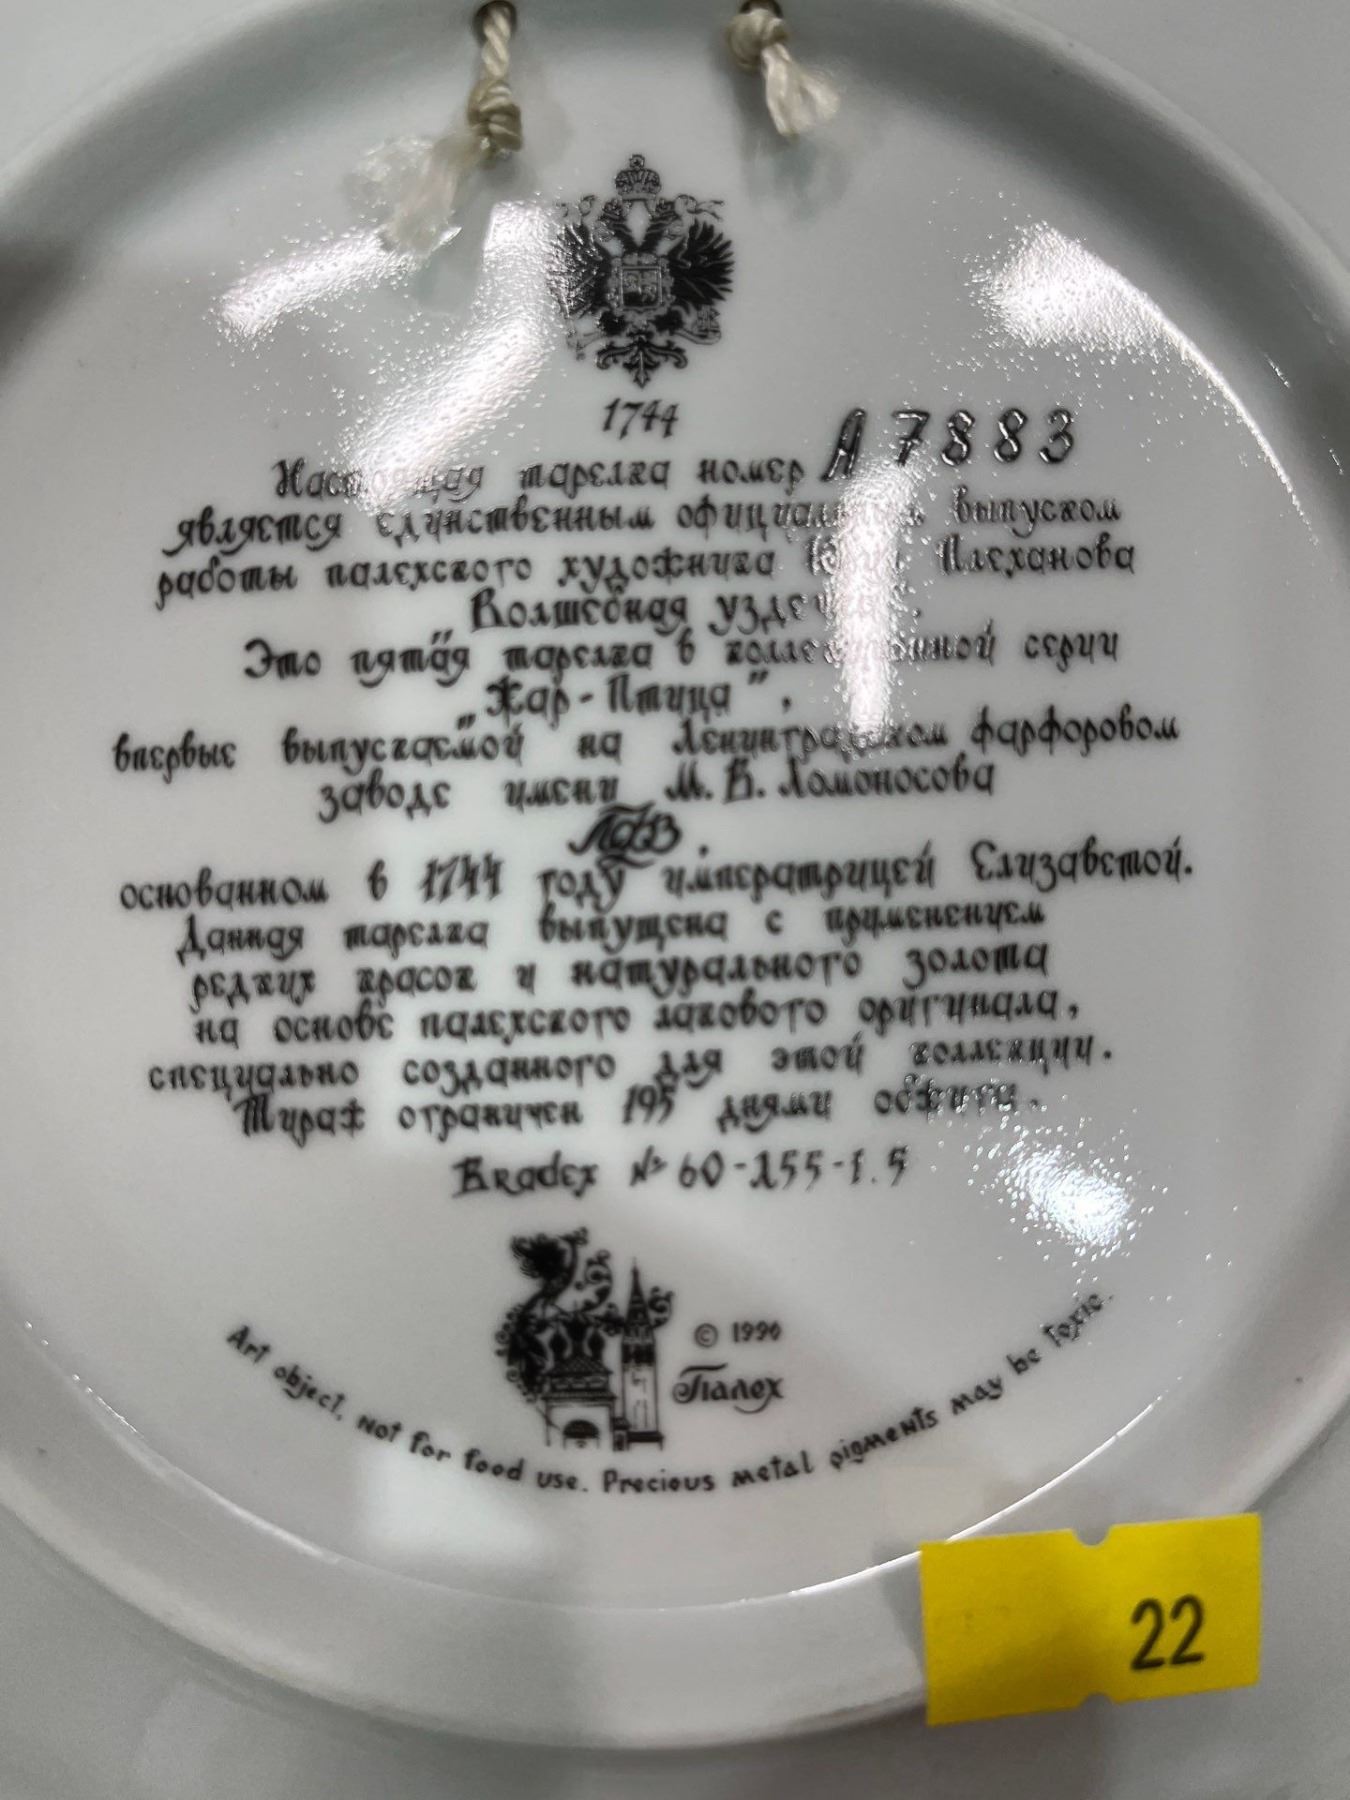 1744
Настоящая тарелка номер A 7883
является единственным официальным выпуском
работы палехского художника Плеханова
"Волшебная
Это пятая тарелка в коллекционной серии
"Жар-Птица",
впервые выпускаемой на Ленинградском фарфоровом
заводе имени М. В. Ломоносова
ЛФЗ,
основанном в 1744 году императрицей Елизаветой.
Данная тарелка выпущена с применением
редких красок и натурального золота
на основе палехского лакового оригинала,
специально созданного для этой коллекции.
Тираж ограничен 195 днями обжига.
Bradex № 60-155-1.5
© 1990
Палех
Art object, not for food use. Precious metal pigments may be toxic.
22